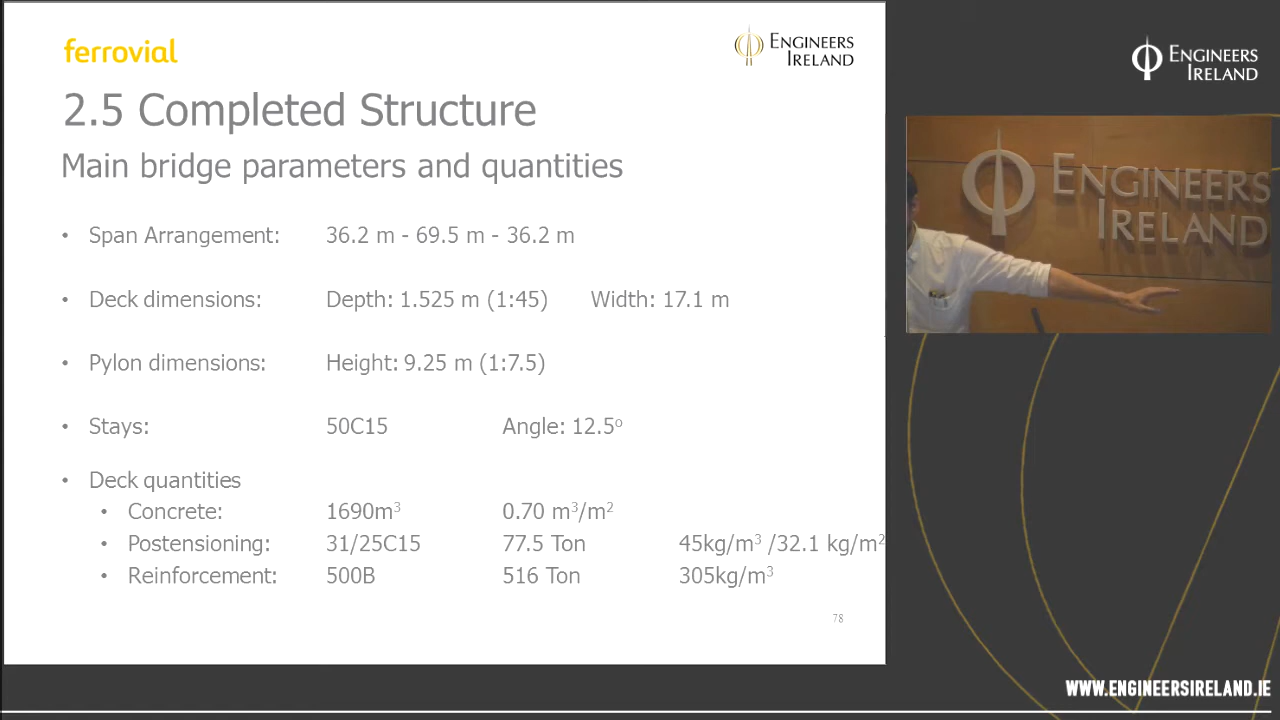 ferrovial
ENGINEERS
IRELAND
ENGINEERS
IRELAND
2.5 Completed Structure
Main bridge parameters and quantities
ENGINEERS
IRELAND
• Span Arrangement: 36.2 m - 69.5 m - 36.2 m
• Deck dimensions: Depth: 1.525 m (1:45) Width: 17.1 m
• Pylon dimensions: Height: 9.25 m (1:7.5)
• Stays: 50C15 Angle: 12.5º
• Deck quantities
• Concrete: 1690m³ 0.70 m³/m²
• Postensioning: 31/25C15 77.5 Ton 45kg/m³ /32.1 kg/m²
• Reinforcement: 500B 516 Ton 305kg/m³
78
WWW.ENGINEERSIRELAND.IE